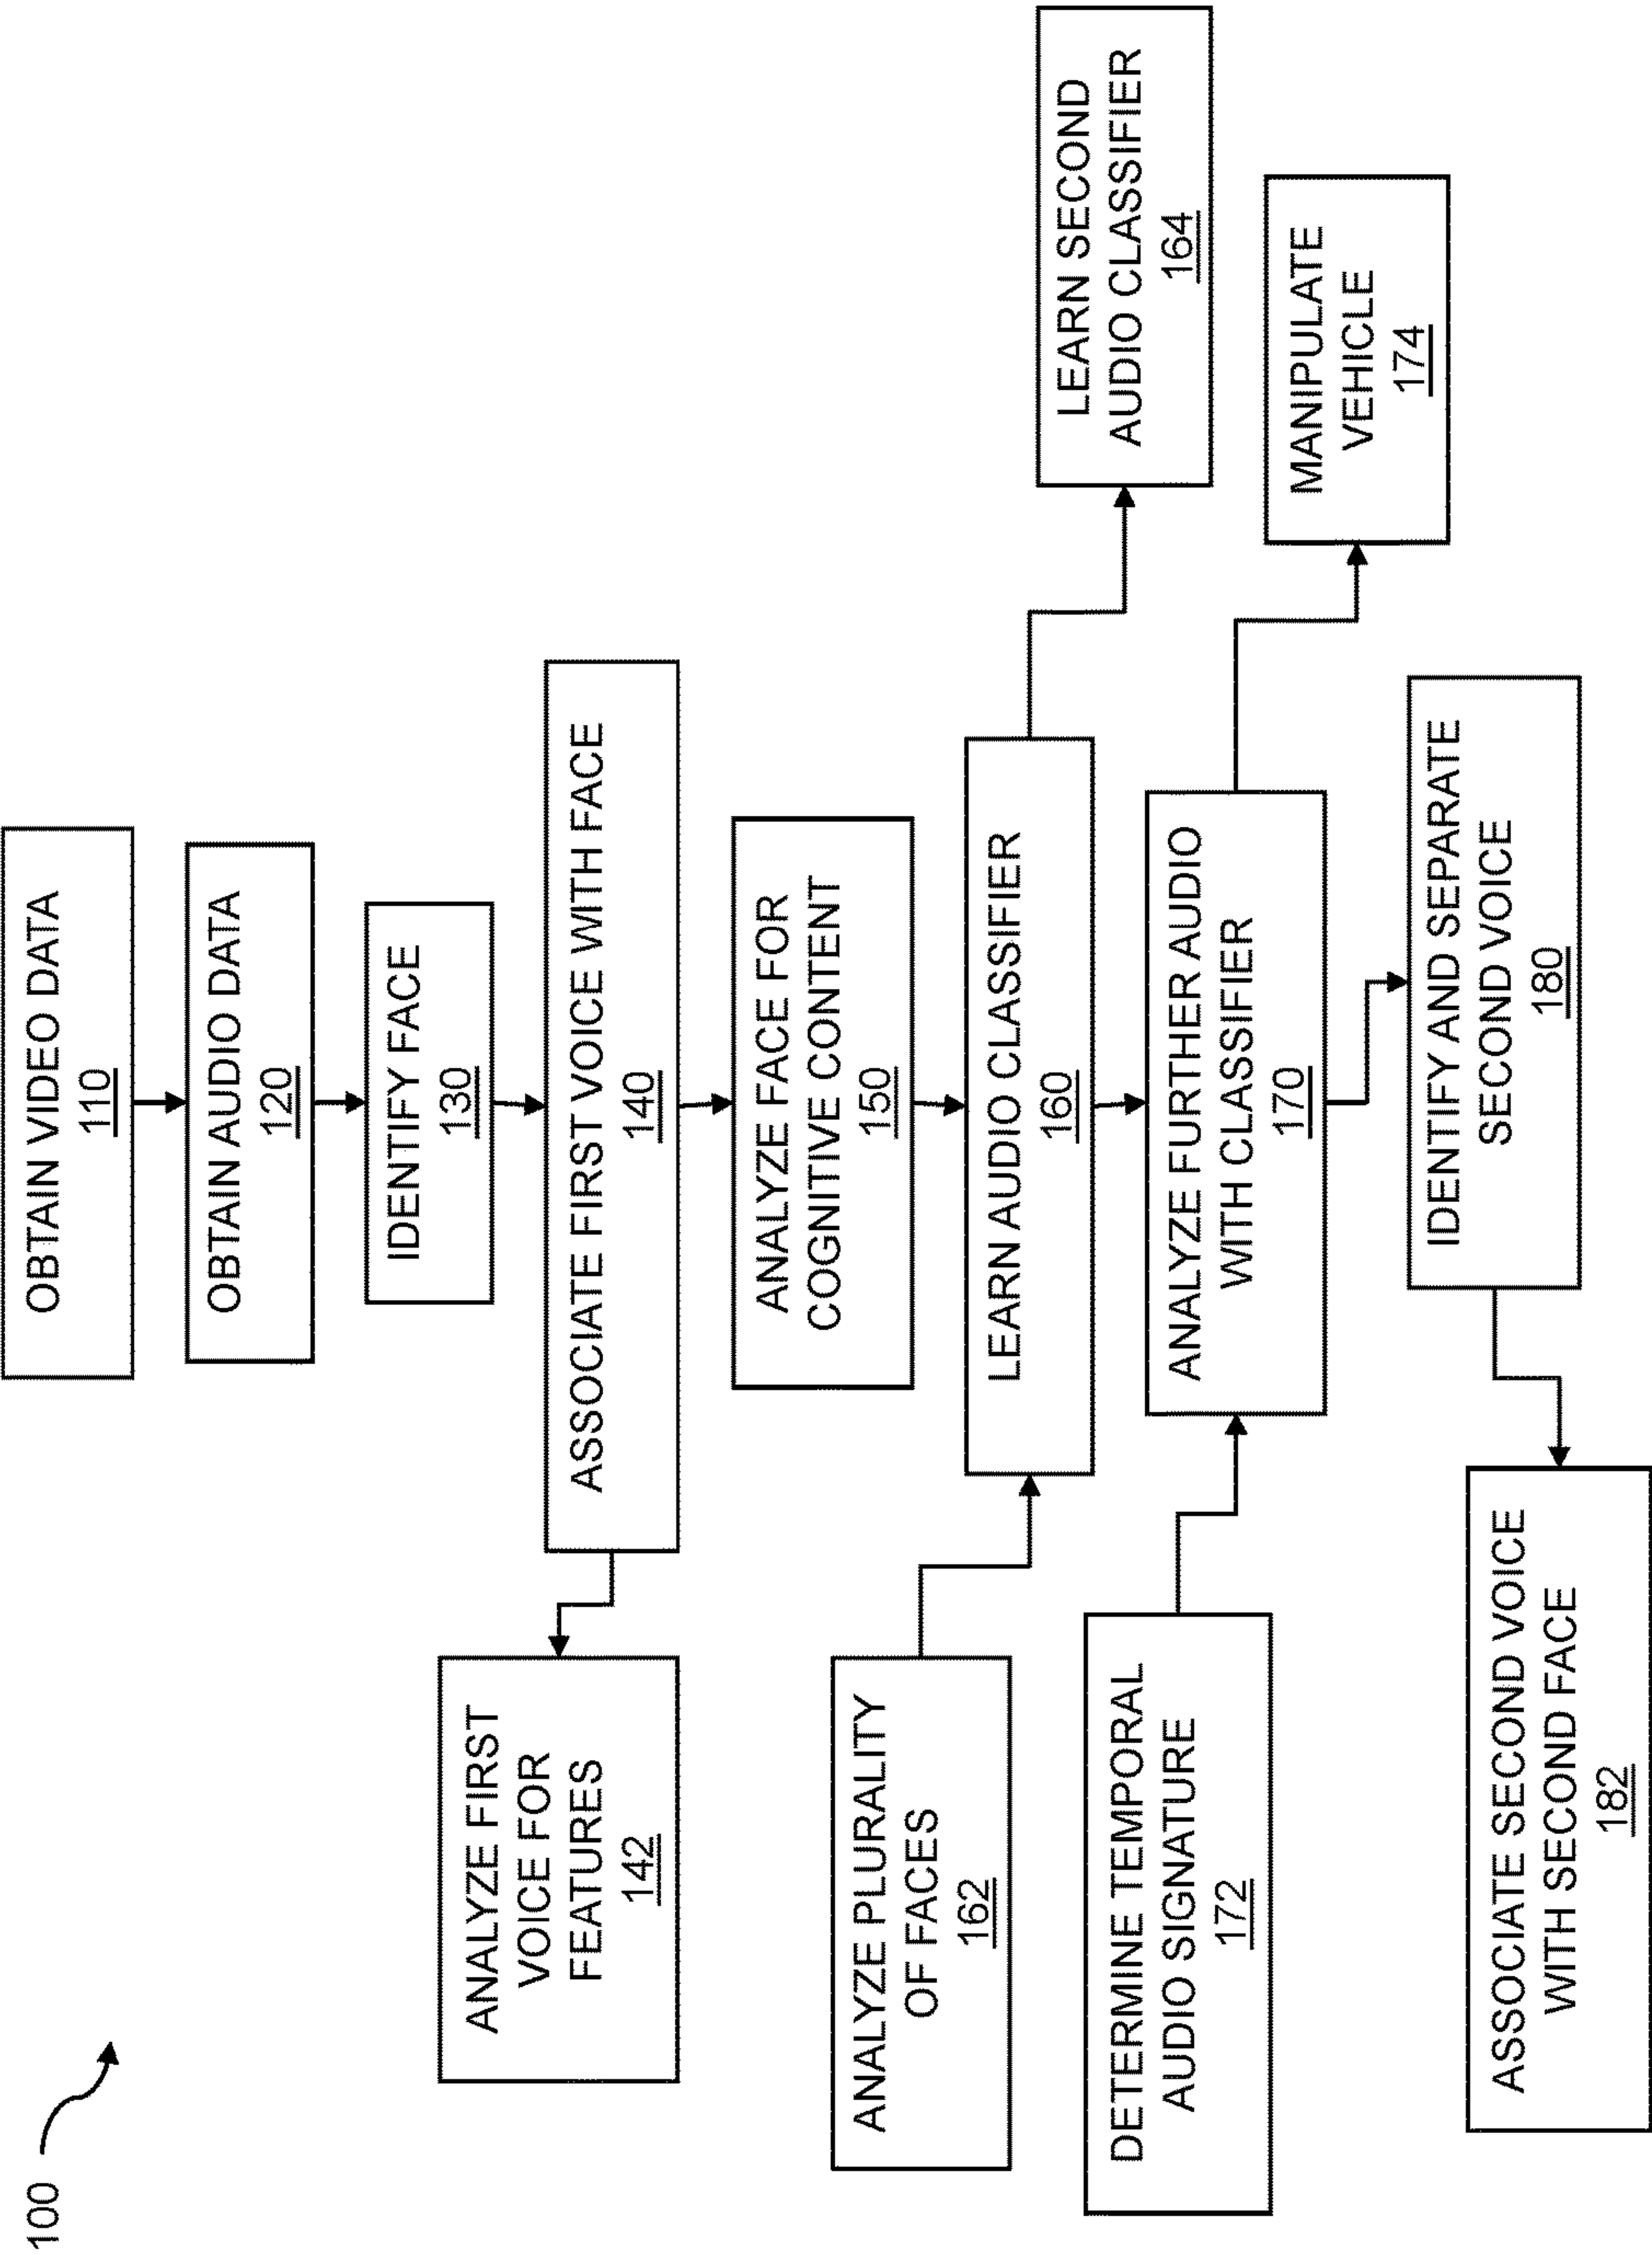 100
OBTAIN VIDEO DATA
110
OBTAIN AUDIO DATA
120
IDENTIFY FACE
130
ASSOCIATE FIRST VOICE WITH FACE
140
ANALYZE FIRST
VOICE FOR
FEATURES
142
ANALYZE FACE FOR
COGNITIVE CONTENT
150
ANALYZE PLURALITY
OF FACES
162
LEARN AUDIO CLASSIFIER
160
LEARN SECOND
AUDIO CLASSIFIER
164
DETERMINE TEMPORAL
AUDIO SIGNATURE
172
ANALYZE FURTHER AUDIO
WITH CLASSIFIER
170
MANIPULATE
VEHICLE
174
IDENTIFY AND SEPARATE
SECOND VOICE
180
ASSOCIATE SECOND VOICE
WITH SECOND FACE
182